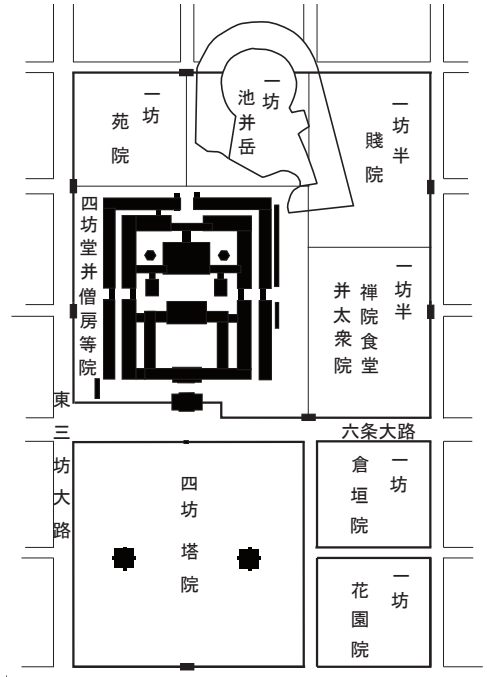 一坊
苑院
一坊
池并岳
一坊半
賤院
四坊堂并僧房等院
一坊半
禅院食堂
并太衆院
六条大路
東三坊大路
四坊塔院
一坊
倉垣院
一坊
花園院